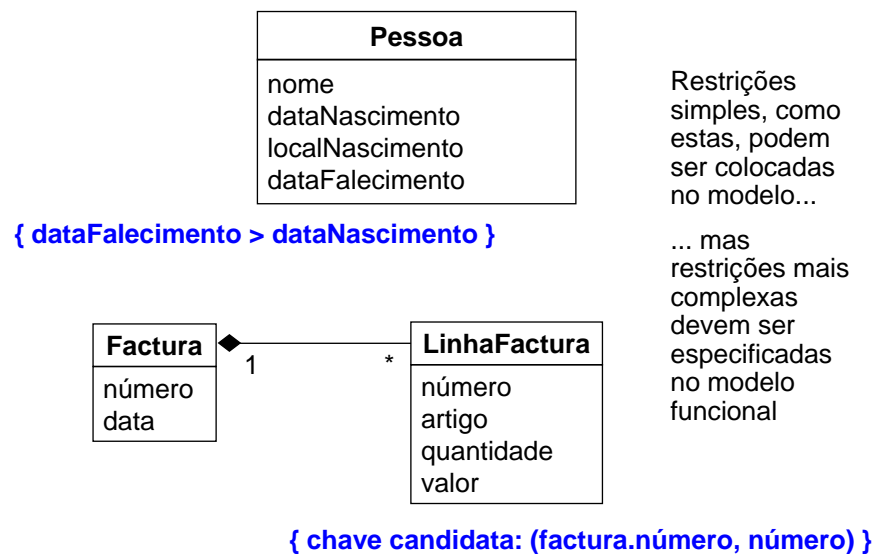 Pessoa
nome
dataNascimento
localNascimento
dataFalecimento
{ dataFalecimento > dataNascimento }
Restrições
simples, como
estas, podem
ser colocadas
no modelo...
... mas
restrições mais
complexas
devem ser
especificadas
no modelo
funcional
Factura
número
data
1
*
LinhaFactura
número
artigo
quantidade
valor
{ chave candidata: (factura.número, número) }